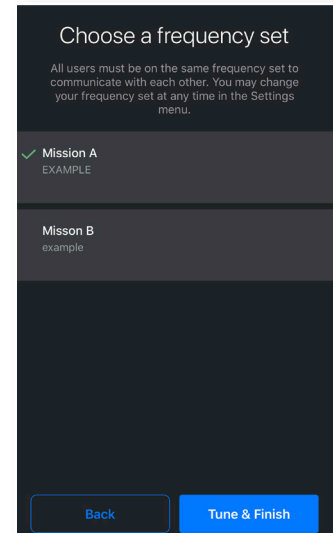 Choose a frequency set
All users must be on the same frequency set to
communicate with each other. You may change
your frequency set at any time in the Settings
menu.
Mission A
EXAMPLE
Misson B
example
Back
Tune & Finish